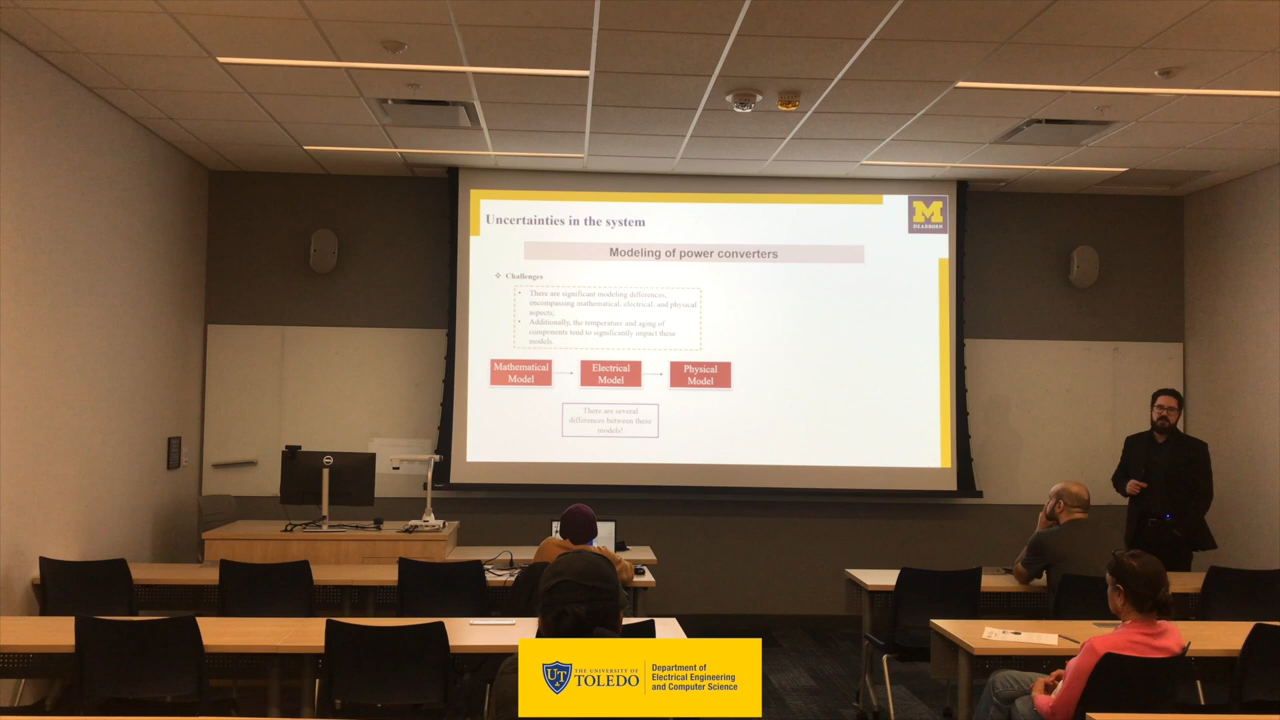 Uncertainties in the system
M
DEARBORN
Modeling of power converters
❖ Challenges
• There are significant modeling differences,
encompassing mathematical, electrical, and physical
aspects;
• Additionally, the temperature and aging of
components tend to significantly impact these
models.
Mathematical
Model
Electrical
Model
Physical
Model
There are several
differences between these
models!
DELL
UT
THE UNIVERSITY OF
TOLEDO
Department of
Electrical Engineering
and Computer Science